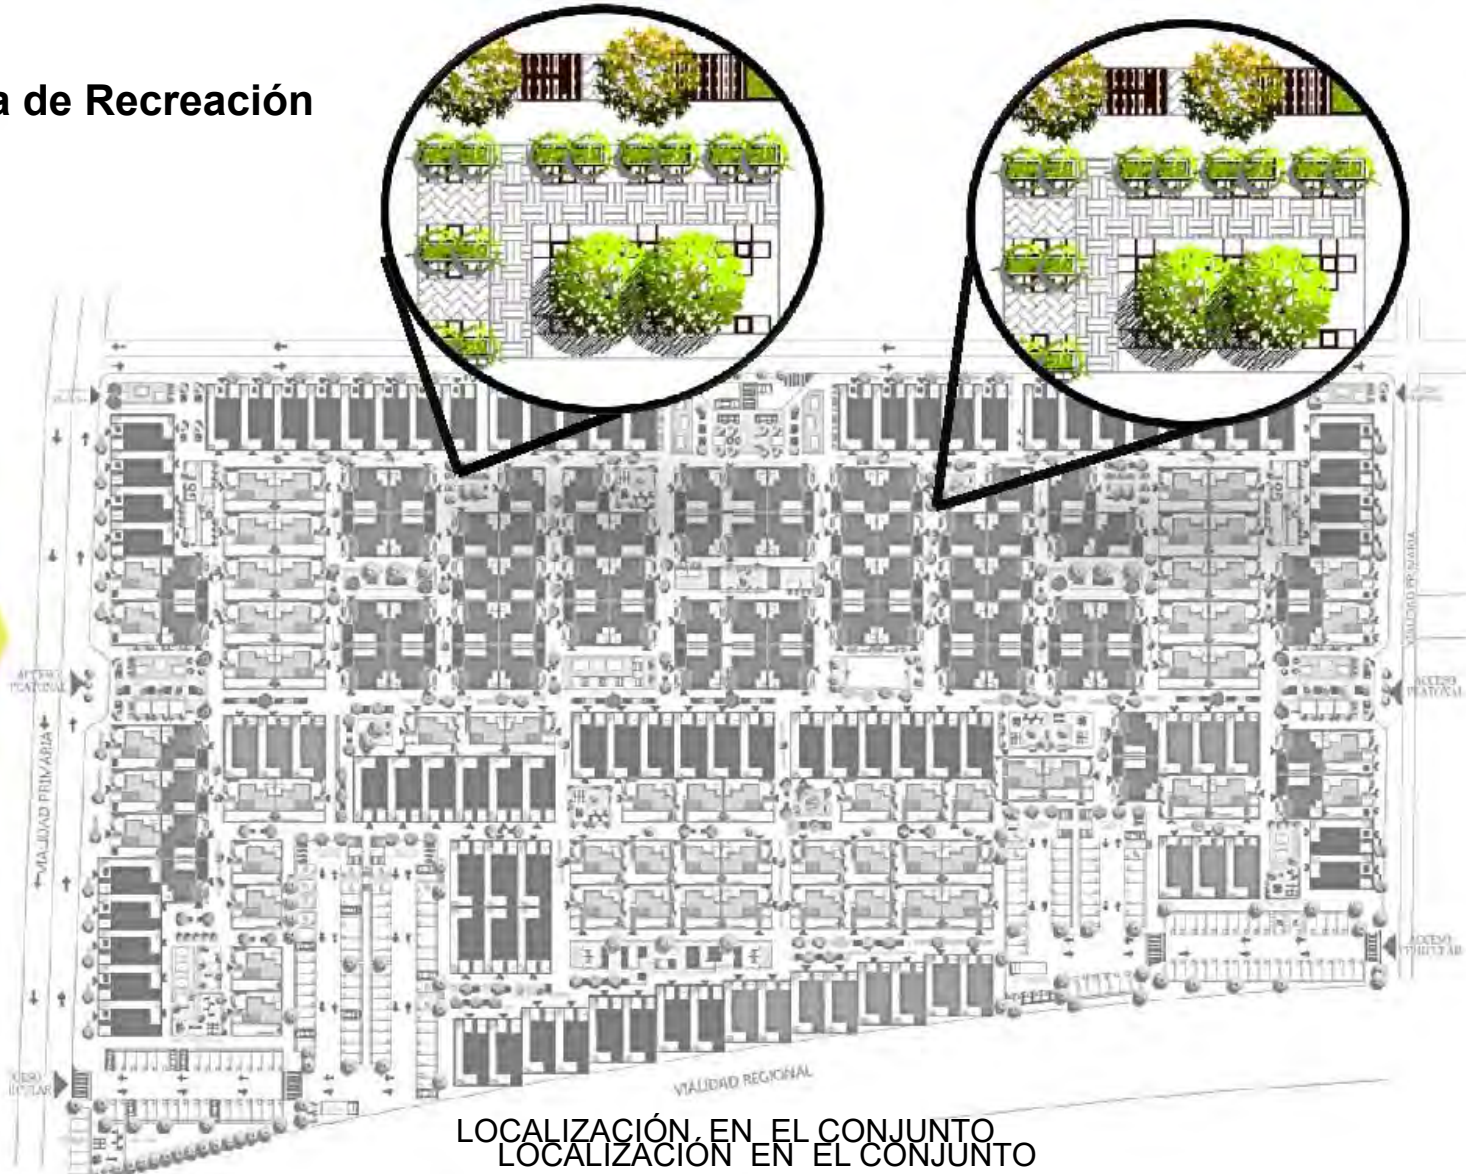 a de Recreación
ACCESO
PEATONAL
VIALIDAD PRIMARIA
VIALIDAD PRIMARIA
ACCESO
PEATONAL
ACCESO
VEHICULAR
VIALIDAD REGIONAL
LOCALIZACIÓN EN EL CONJUNTO
LOCALIZACIÓN EN EL CONJUNTO